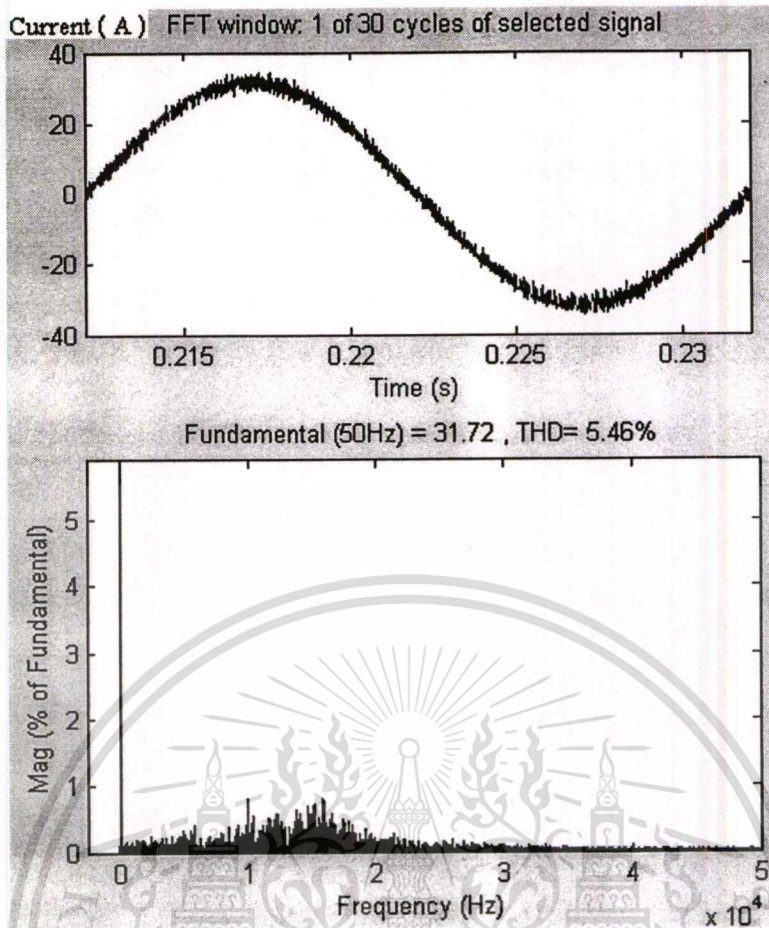 Current ( A ) FFT window: 1 of 30 cycles of selected signal
40
20
0
-20
-40
0.215 0.22 0.225 0.23
Time (s)
Fundamental (50Hz) = 31.72 , THD= 5.46%
Mag (% of Fundamental)
5
4
3
2
1
0
0 1 2 3 4 5
Frequency (Hz)
x 10^4